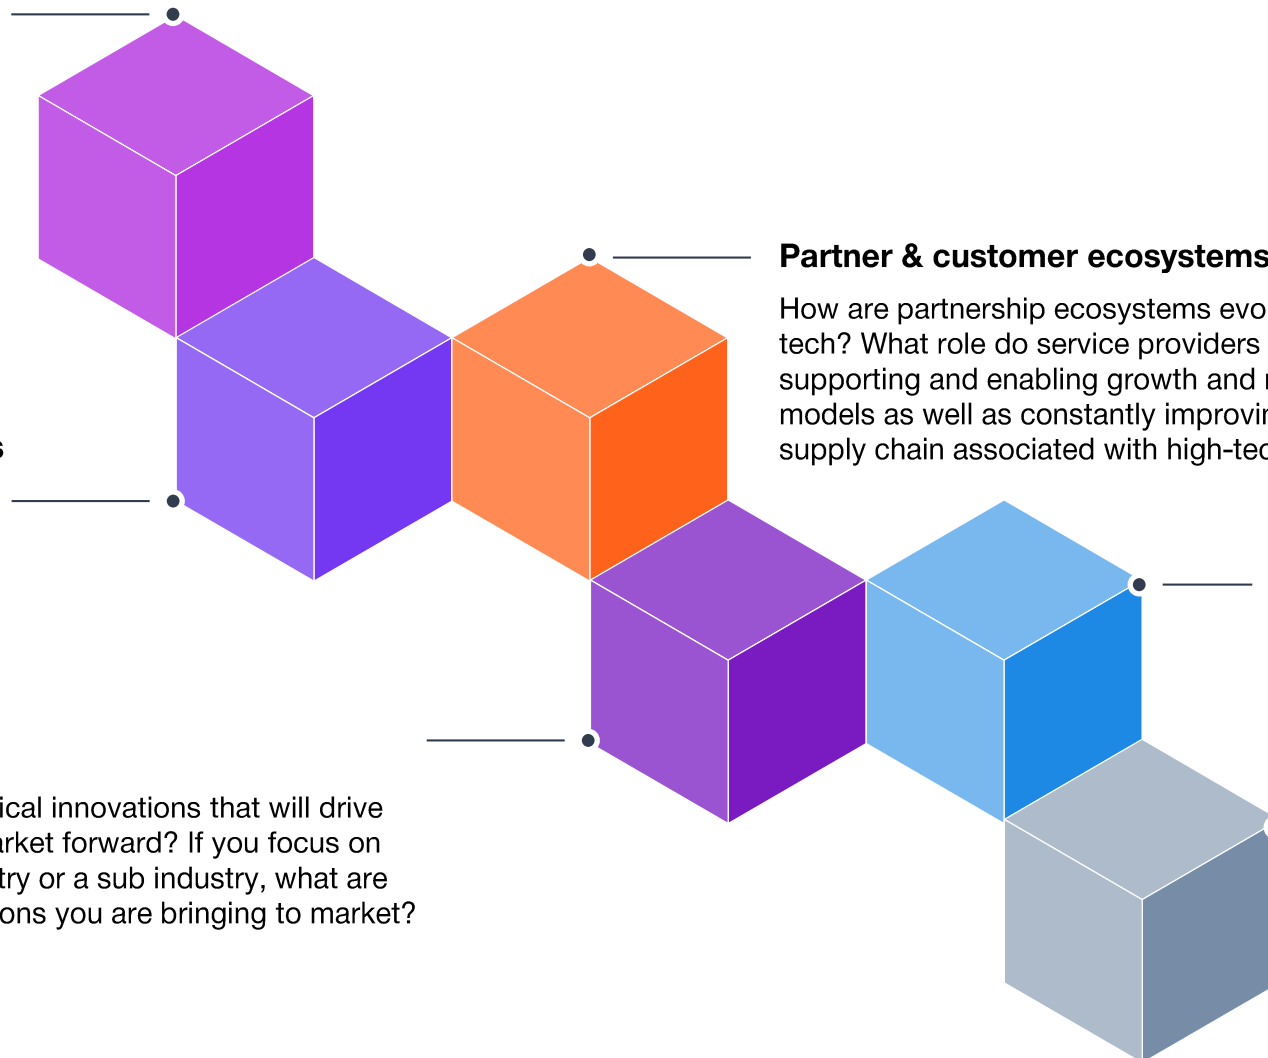 Partner & customer ecosystems
How are partnership ecosystems evo
tech? What role do service providers
supporting and enabling growth and
models as well as constantly improvin
supply chain associated with high-tec
s
ical innovations that will drive
arket forward? If you focus on
try or a sub industry, what are
ons you are bringing to market?